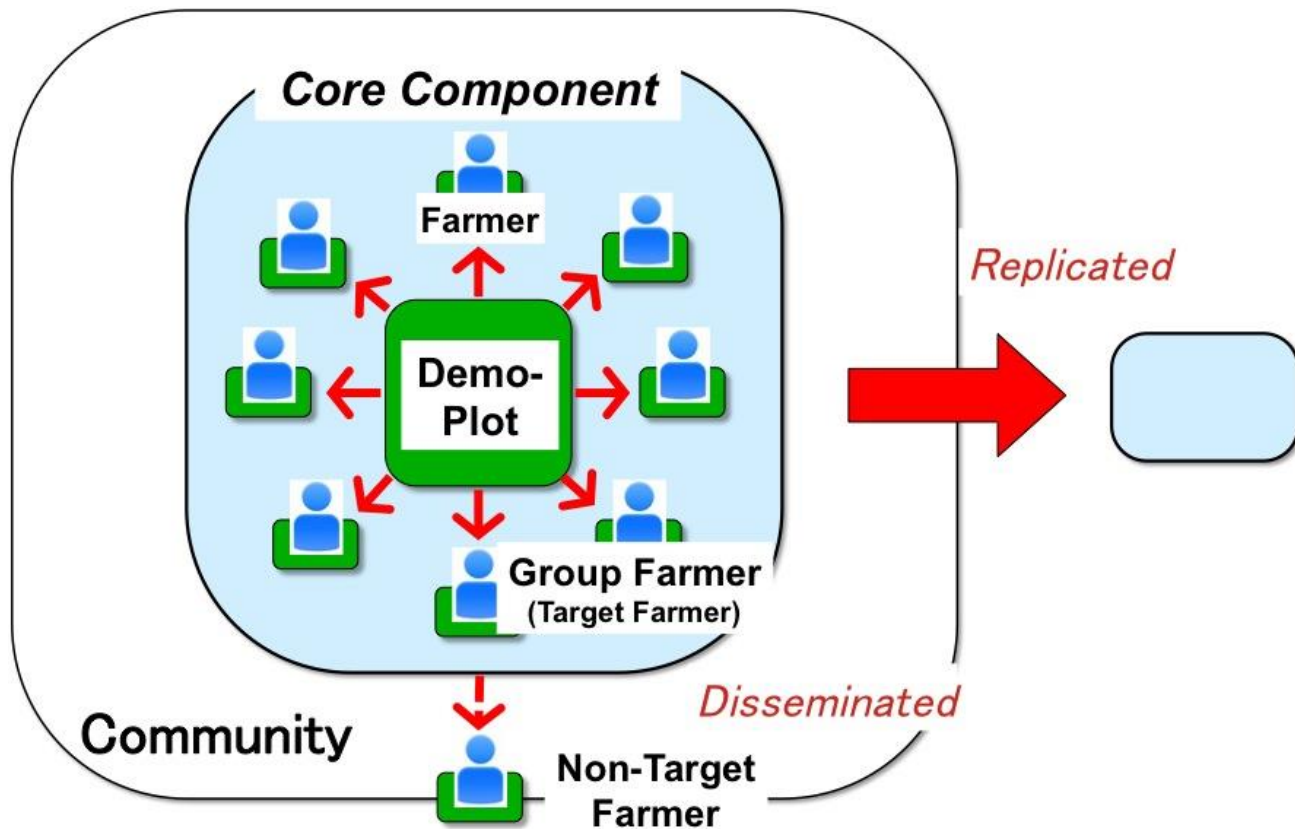 Core Component
Farmer
Replicated
Demo-
Plot
Group Farmer
(Target Farmer)
Disseminated
Community
Non-Target
Farmer